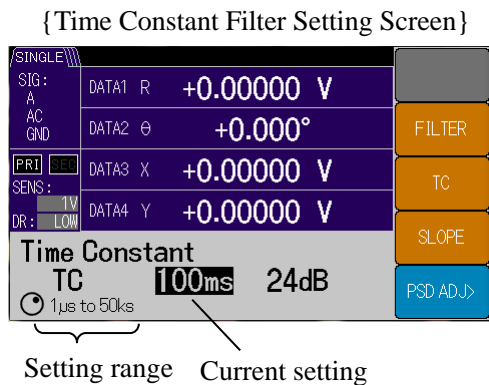 {Time Constant Filter Setting Screen}
SINGLE
SIG:
A
AC
GND
DATA1 R +0.00000 V
DATA2 θ +0.000°
DATA3 X +0.00000 V
DATA4 Y +0.00000 V
PRI SEC
SENS:
1V
DR: LOW
FILTER
TC
SLOPE
PSD ADJ>
Time Constant
TC 100ms 24dB
1µs to 50ks
Setting range Current setting